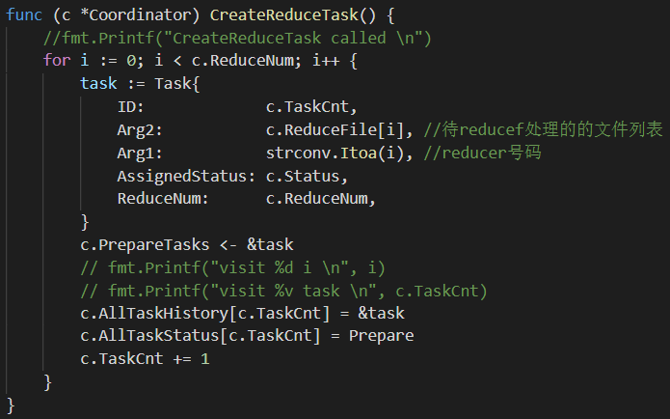 func (c *Coordinator) CreateReduceTask() {
    //fmt.Printf("CreateReduceTask called \n")
    for i := 0; i < c.ReduceNum; i++ {
        task := Task{
            ID:             c.TaskCnt,
            Arg2:           c.ReduceFile[i], //待reducef处理的的文件列表
            Arg1:           strconv.Itoa(i), //reducer号码
            AssignedStatus: c.Status,
            ReduceNum:      c.ReduceNum,
        }
        c.PrepareTasks <- &task
        // fmt.Printf("visit %d i \n", i)
        // fmt.Printf("visit %v task \n", c.TaskCnt)
        c.AllTaskHistory[c.TaskCnt] = &task
        c.AllTaskStatus[c.TaskCnt] = Prepare
        c.TaskCnt += 1
    }
}